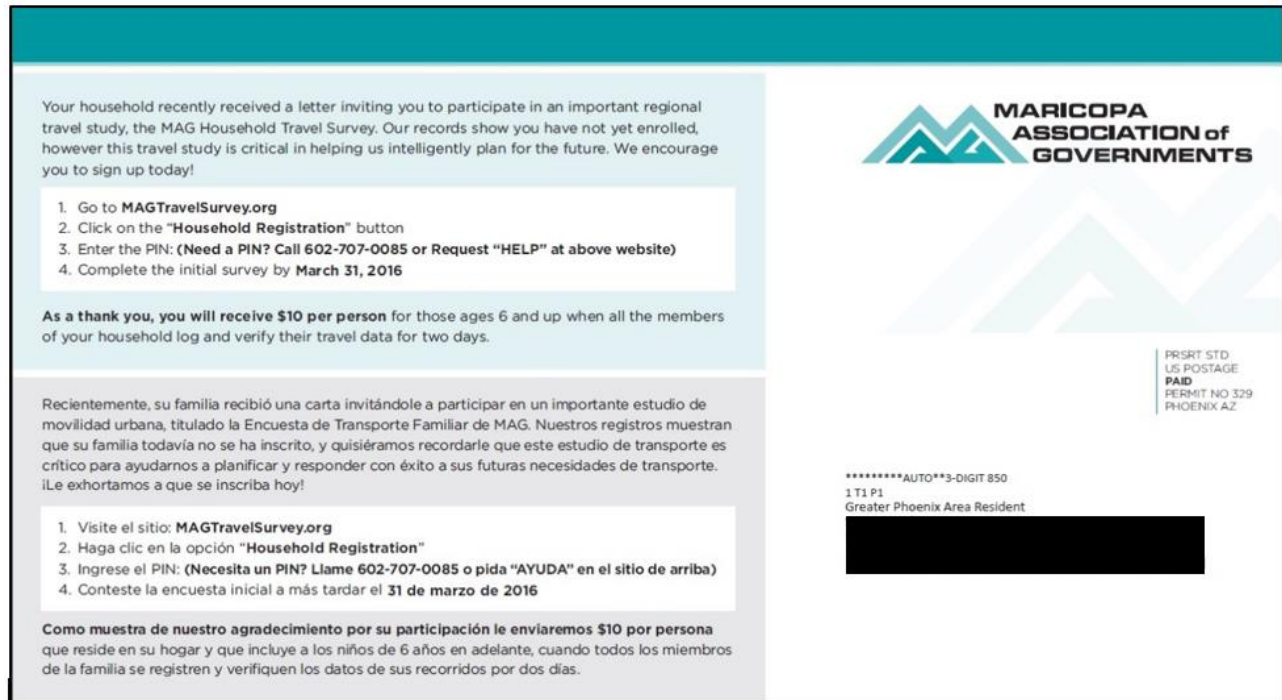 Your household recently received a letter inviting you to participate in an important regional
travel study, the MAG Household Travel Survey. Our records show you have not yet enrolled,
however this travel study is critical in helping us intelligently plan for the future. We encourage
you to sign up today!
1. Go to MAGTravelSurvey.org
2. Click on the “Household Registration” button
3. Enter the PIN: (Need a PIN? Call 602-707-0085 or Request “HELP” at above website)
4. Complete the initial survey by March 31, 2016
As a thank you, you will receive $10 per person for those ages 6 and up when all the members
of your household log and verify their travel data for two days.
Recientemente, su familia recibió una carta invitándole a participar en un importante estudio de
movilidad urbana, titulado la Encuesta de Transporte Familiar de MAG. Nuestros registros muestran
que su familia todavía no se ha inscrito, y quisiéramos recordarle que este estudio de transporte es
crítico para ayudarnos a planificar y responder con éxito a sus futuras necesidades de transporte.
¡Le exhortamos a que se inscriba hoy!
1. Visite el sitio: MAGTravelSurvey.org
2. Haga clic en la opción “Household Registration”
3. Ingrese el PIN: (Necesita un PIN? Llame 602-707-0085 o pida “AYUDA” en el sitio de arriba)
4. Conteste la encuesta inicial a más tardar el 31 de marzo de 2016
Como muestra de nuestro agradecimiento por su participación le enviaremos $10 por persona
que reside en su hogar y que incluye a los niños de 6 años en adelante, cuando todos los miembros
de la familia se registren y verifiquen los datos de sus recorridos por dos días.
MARICOPA
ASSOCIATION of
GOVERNMENTS
PRSRT STD
US POSTAGE
PAID
PERMIT NO 329
PHOENIX AZ
*********AUTO**3-DIGIT 850
1 T1 P1
Greater Phoenix Area Resident